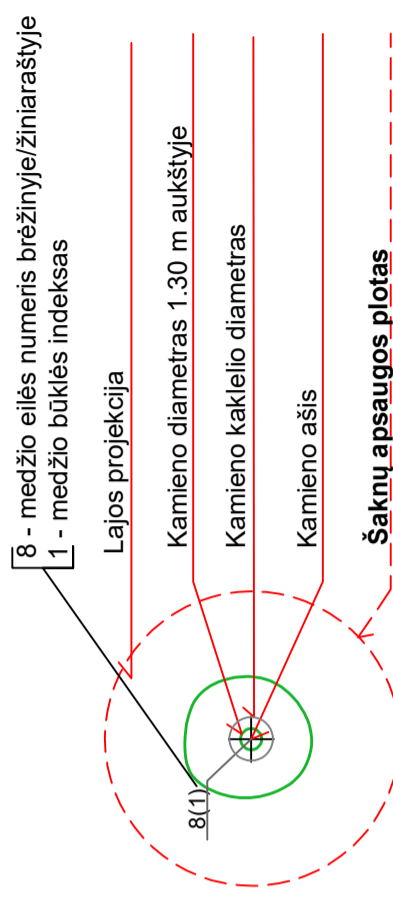 8 - medžio eilės numeris brėžinyje/žiniaraštyje
1 - medžio būklės indeksas
Lajos projekcija
Kamieno diametras 1.30 m aukštyje
Kamieno kaklelio diametras
Kamieno ašis
Šaknų apsaugos plotas
8(1)